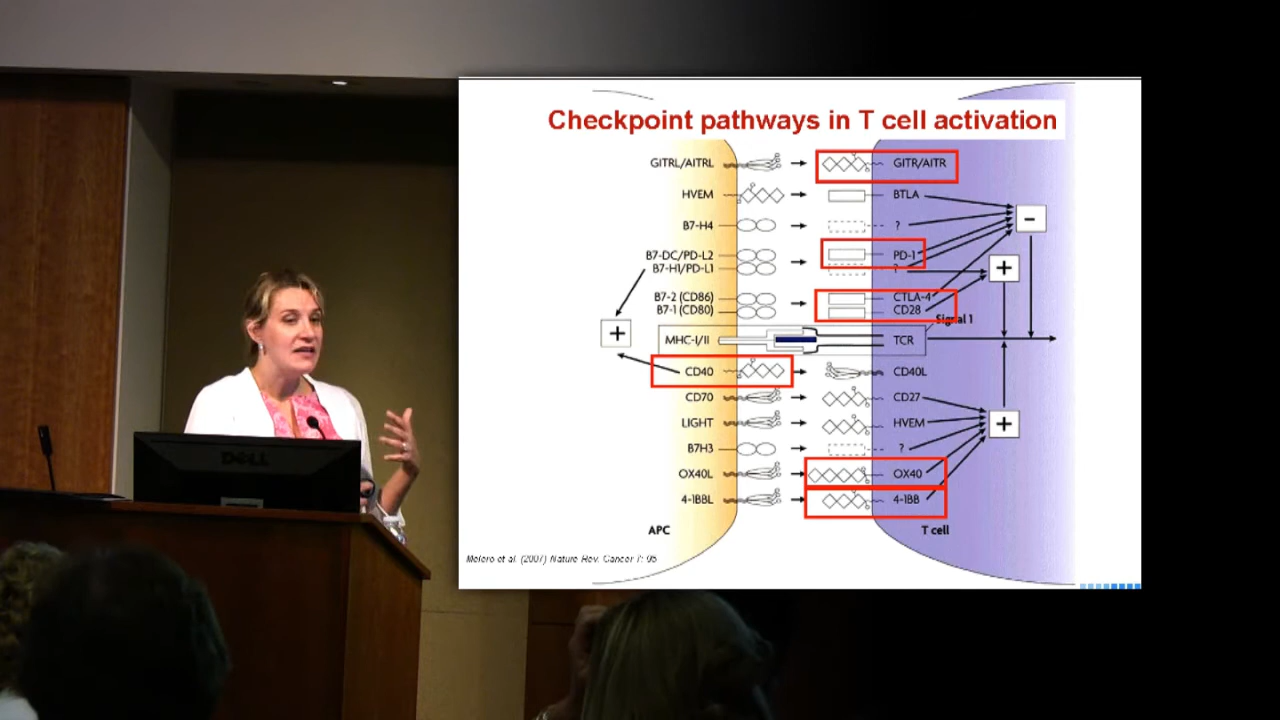 Checkpoint pathways in T cell activation
GITRL/AITRL GITR/AITR
HVEM BTLA
B7-H4 ?
−
B7-DC/PD-L2 PD-1
B7-H1/PD-L1 ?
+
B7-2 (CD86) CTLA-4
B7-1 (CD80) CD28
Signal 1
+
MHC-I/II TCR
CD40 CD40L
CD70 CD27
LIGHT HVEM
+
B7H3 ?
OX40L OX40
4-1BBL 4-1BB
APC T cell
Melero et al. (2007) Nature Rev. Cancer 7: 95
DELL